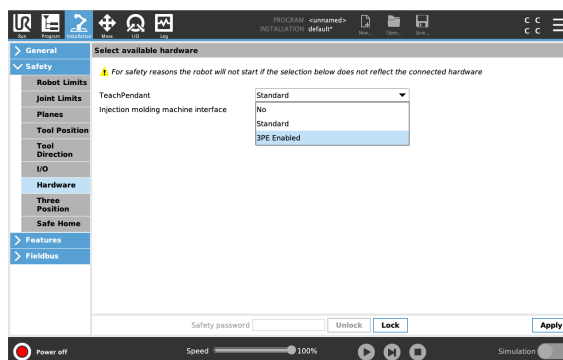 UR
PROGRAM <unnamed>
INSTALLATION default*
Run Program Installation Move I/O Log
New... Open... Save...
C C
C C
General
Safety
Robot Limits
Joint Limits
Planes
Tool Position
Tool
Direction
I/O
Hardware
Three
Position
Safe Home
Features
Fieldbus
Select available hardware
For safety reasons the robot will not start if the selection below does not reflect the connected hardware
TeachPendant Standard
Injection molding machine interface
No
Standard
3PE Enabled
Safety password Unlock Lock Apply
Power off Speed 100% Simulation